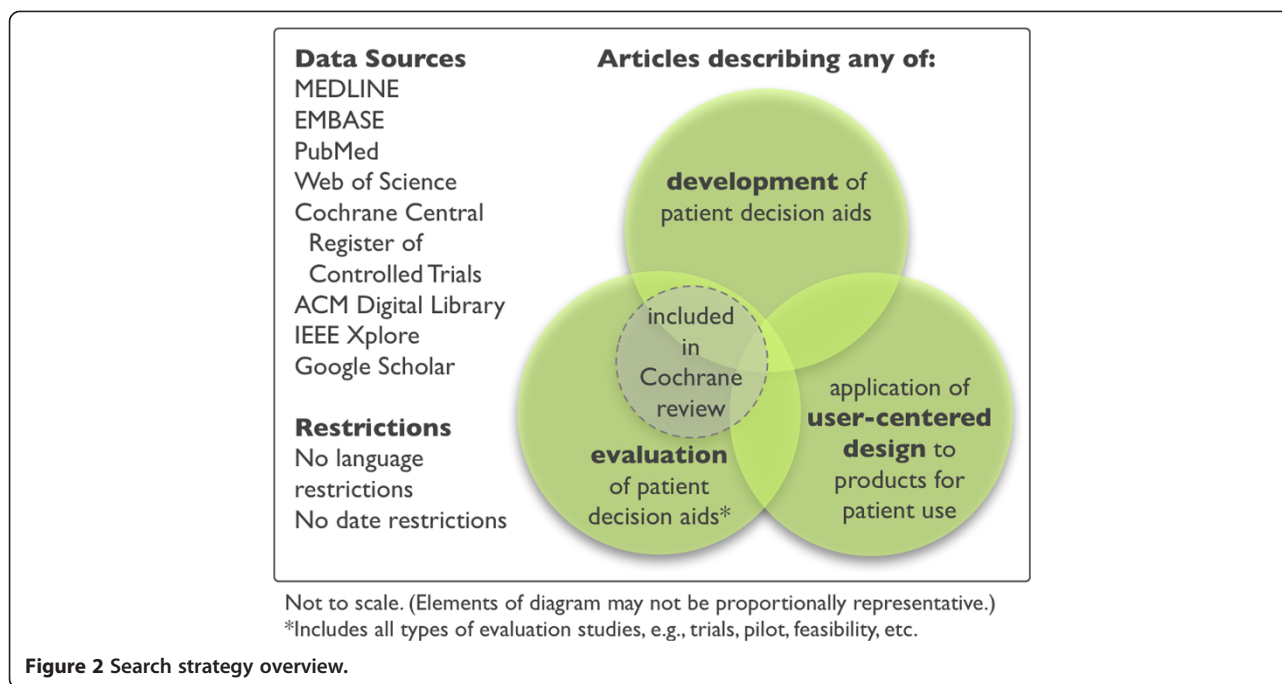 Data Sources
MEDLINE
EMBASE
PubMed
Web of Science
Cochrane Central
Register of
Controlled Trials
ACM Digital Library
IEEE Xplore
Google Scholar
Restrictions
No language
restrictions
No date restrictions
Articles describing any of:
development of
patient decision aids
included
in
Cochrane
review
evaluation
of patient
decision aids*
application of
user-centered
design to
products for
patient use
Not to scale. (Elements of diagram may not be proportionally representative.)
*Includes all types of evaluation studies, e.g., trials, pilot, feasibility, etc.
Figure 2 Search strategy overview.